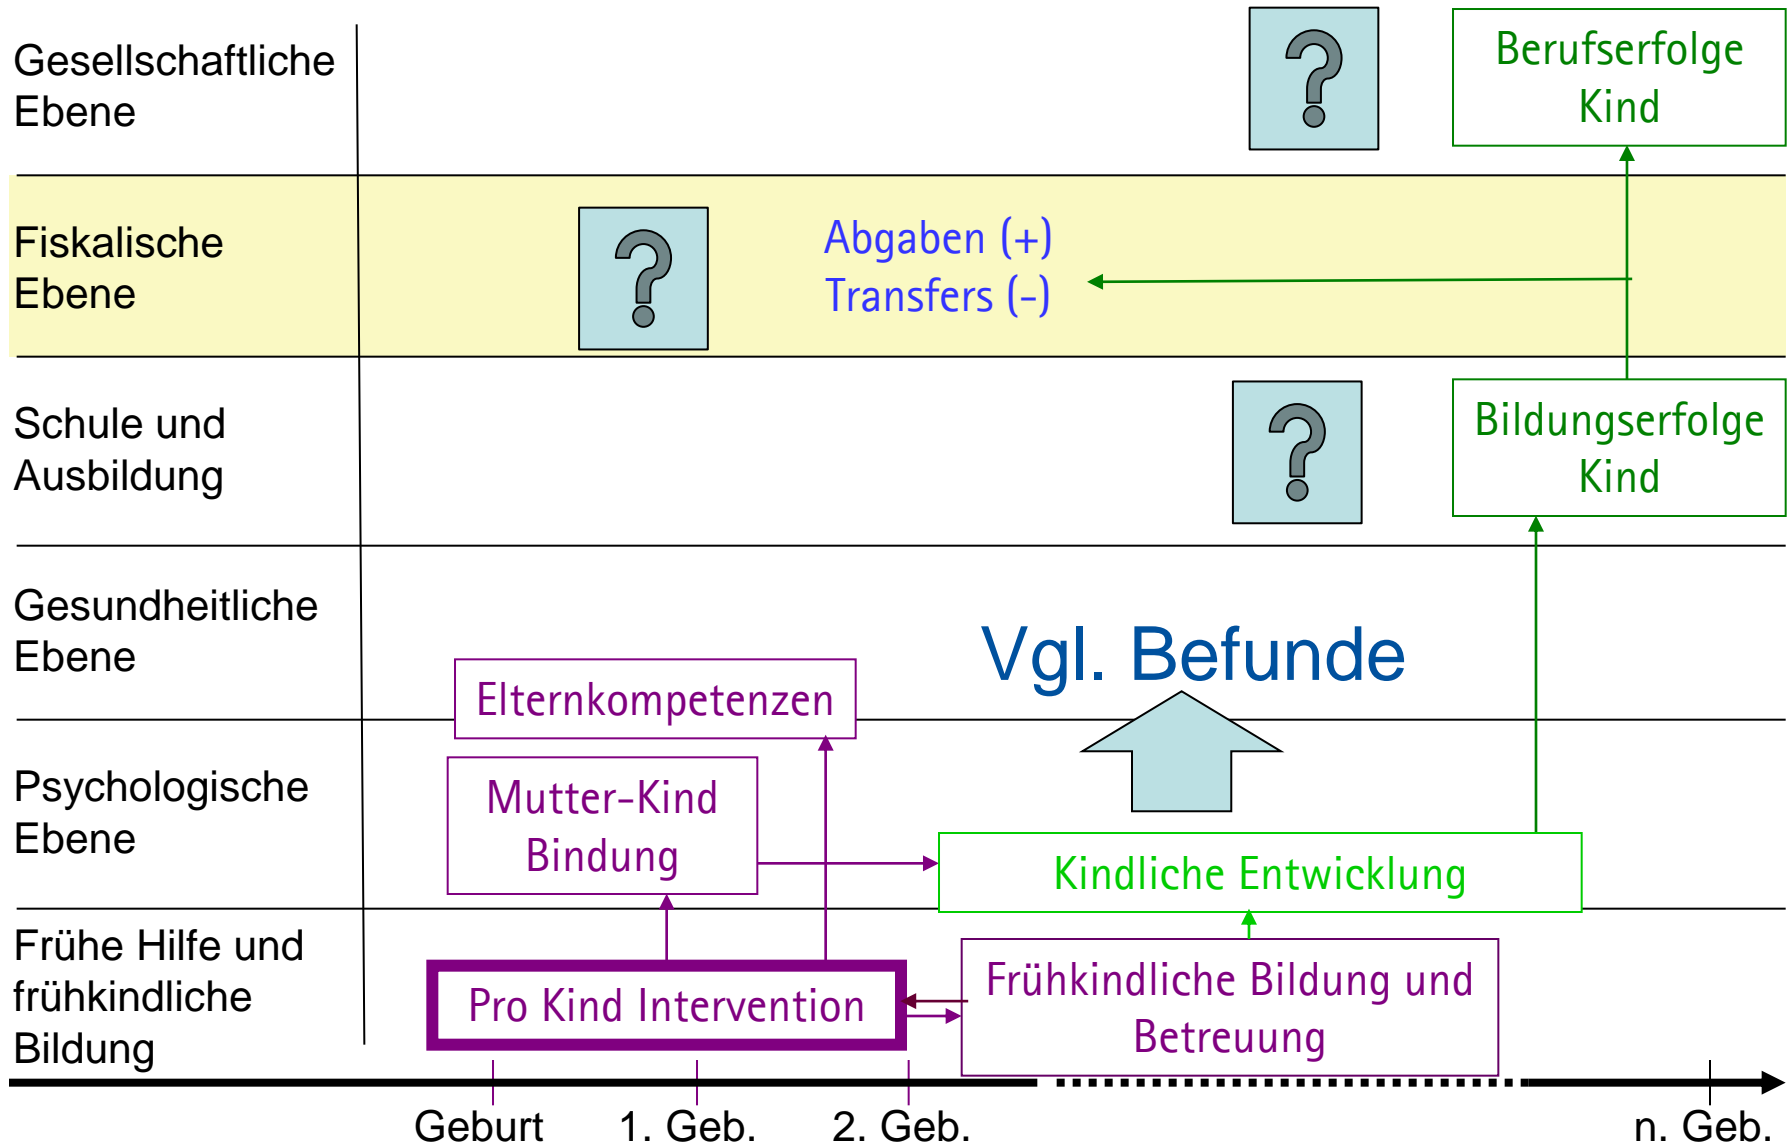 Gesellschaftliche
Ebene
?
Berufserfolge
Kind
Fiskalische
Ebene
?
Abgaben (+)
Transfers (-)
Schule und
Ausbildung
?
Bildungserfolge
Kind
Gesundheitliche
Ebene
Vgl. Befunde
Elternkompetenzen
Psychologische
Ebene
Mutter-Kind
Bindung
Kindliche Entwicklung
Frühe Hilfe und
frühkindliche
Bildung
Pro Kind Intervention
Frühkindliche Bildung und
Betreuung
Geburt
1. Geb.
2. Geb.
n. Geb.